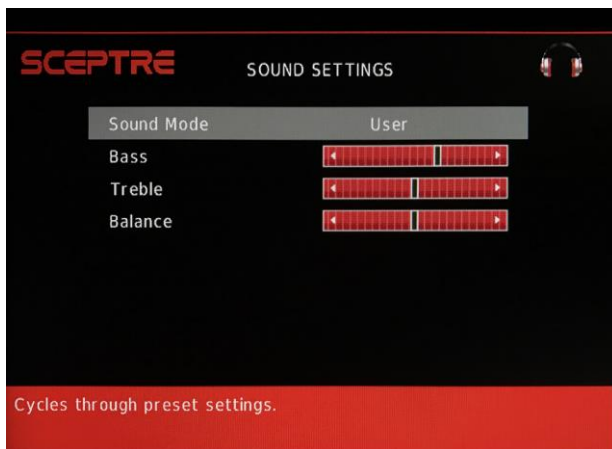 SCEPTRE
SOUND SETTINGS
Sound Mode User
Bass
Treble
Balance
Cycles through preset settings.